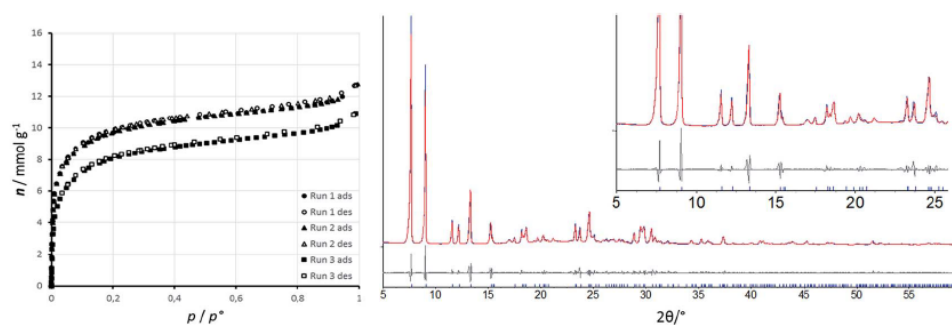 n / mmol g⁻¹
16
14
12
10
8
6
4
2
0
0 0,2 0,4 0,6 0,8 1
p / p°
Run 1 ads
Run 1 des
Run 2 ads
Run 2 des
Run 3 ads
Run 3 des
5 10 15 20 25 30 35 40 45 50 55
2θ/°
5 10 15 20 25